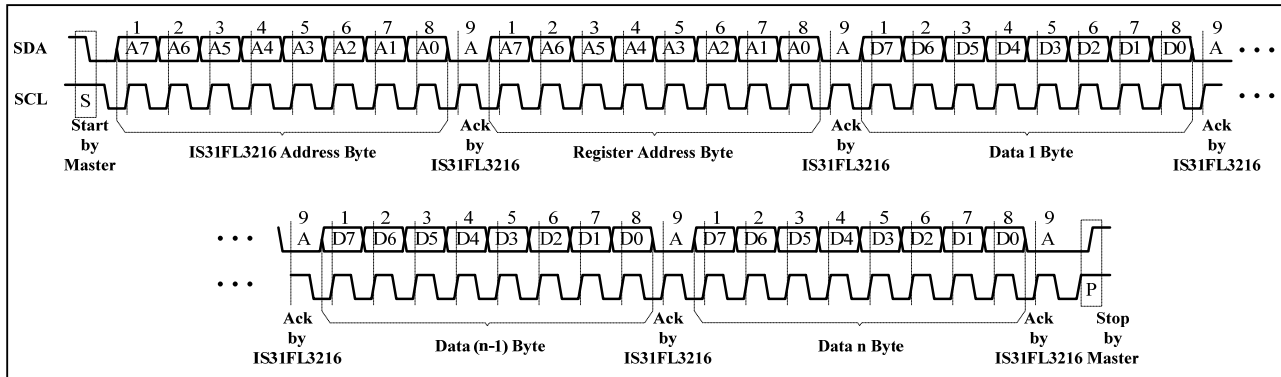 1 2 3 4 5 6 7 8 9 1 2 3 4 5 6 7 8 9 1 2 3 4 5 6 7 8 9
SDA A7 A6 A5 A4 A3 A2 A1 A0 A A7 A6 A5 A4 A3 A2 A1 A0 A D7 D6 D5 D4 D3 D2 D1 D0 A • • •
SCL S • • •
Start by Master
IS31FL3216 Address Byte
Ack by IS31FL3216
Register Address Byte
Ack by IS31FL3216
Data 1 Byte
Ack by IS31FL3216
9 1 2 3 4 5 6 7 8 9 1 2 3 4 5 6 7 8 9
• • • A D7 D6 D5 D4 D3 D2 D1 D0 A D7 D6 D5 D4 D3 D2 D1 D0 A
• • • P
Ack by IS31FL3216
Data (n-1) Byte
Ack by IS31FL3216
Data n Byte
Ack by IS31FL3216
Stop by Master